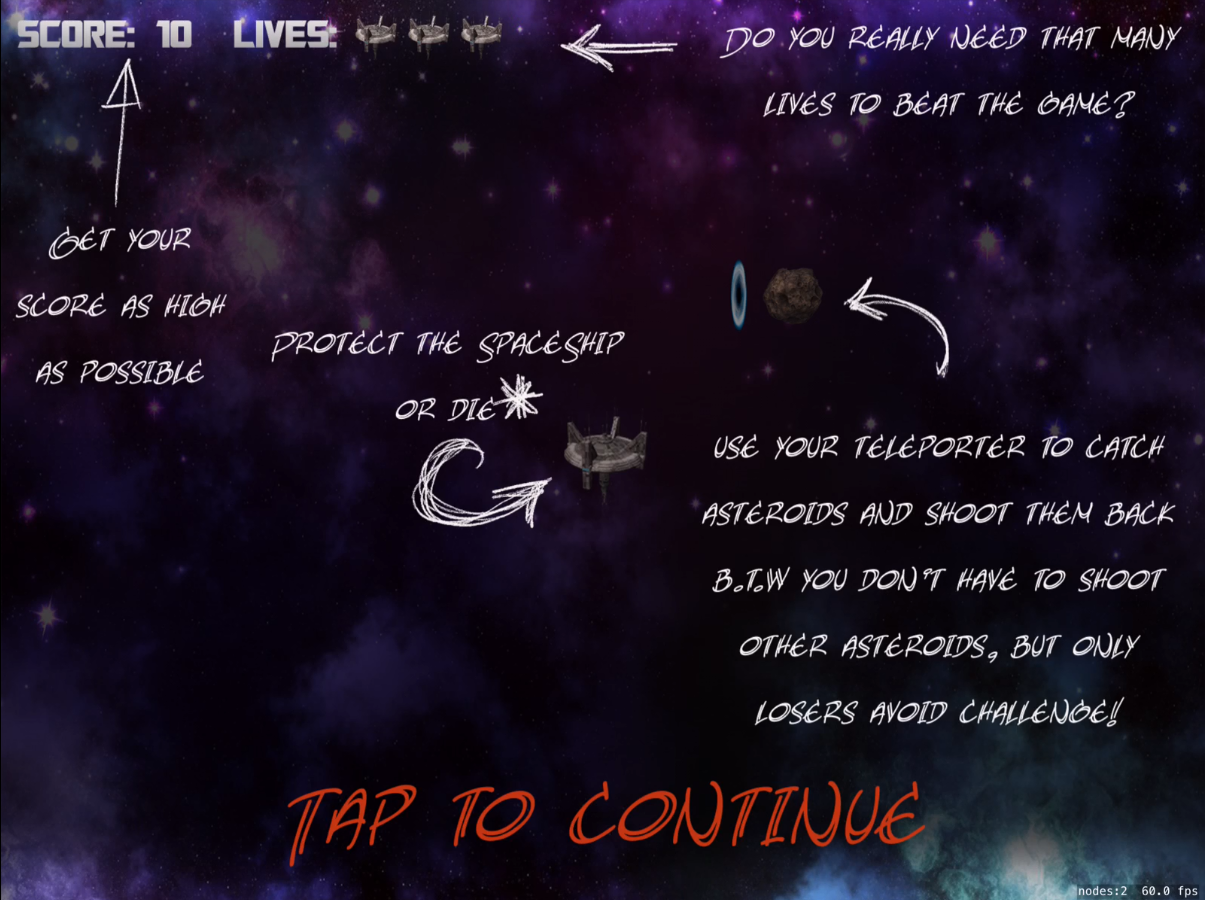 SCORE: 10 LIVES:
DO YOU REALLY NEED THAT MANY
LIVES TO BEAT THE GAME?
GET YOUR
SCORE AS HIGH
AS POSSIBLE
PROTECT THE SPACESHIP
OR DIE
USE YOUR TELEPORTER TO CATCH
ASTEROIDS AND SHOOT THEM BACK
B.T.W YOU DON'T HAVE TO SHOOT
OTHER ASTEROIDS, BUT ONLY
LOSERS AVOID CHALLENGE!
TAP TO CONTINUE
nodes:2 60.0 fps